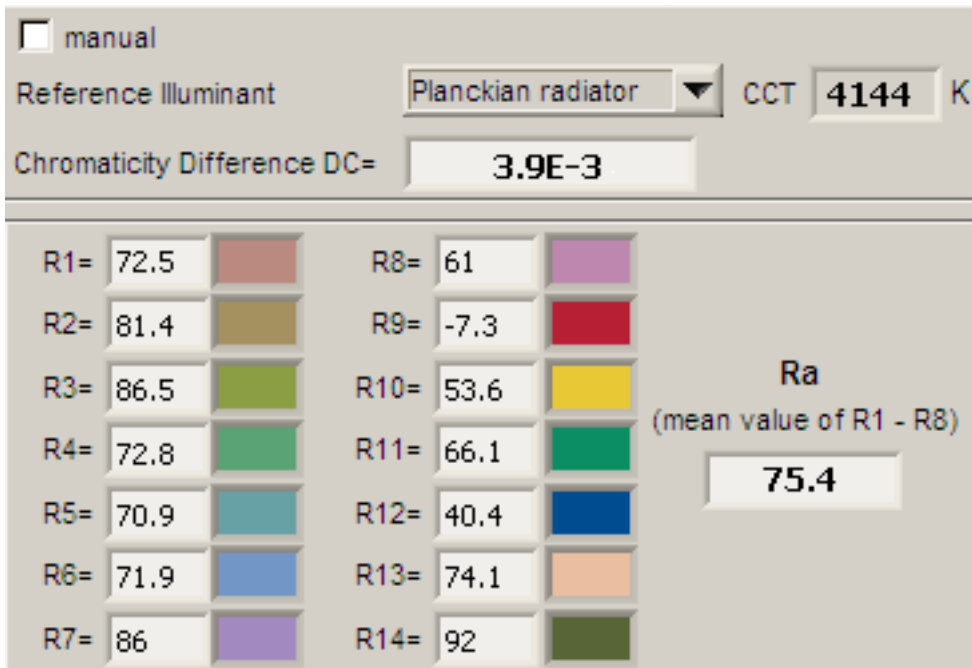 manual
Reference Illuminant Planckian radiator CCT 4144 K
Chromaticity Difference DC= 3.9E-3
R1= 72.5 R8= 61
R2= 81.4 R9= -7.3
R3= 86.5 R10= 53.6
Ra
(mean value of R1 - R8)
R4= 72.8 R11= 66.1
75.4
R5= 70.9 R12= 40.4
R6= 71.9 R13= 74.1
R7= 86 R14= 92